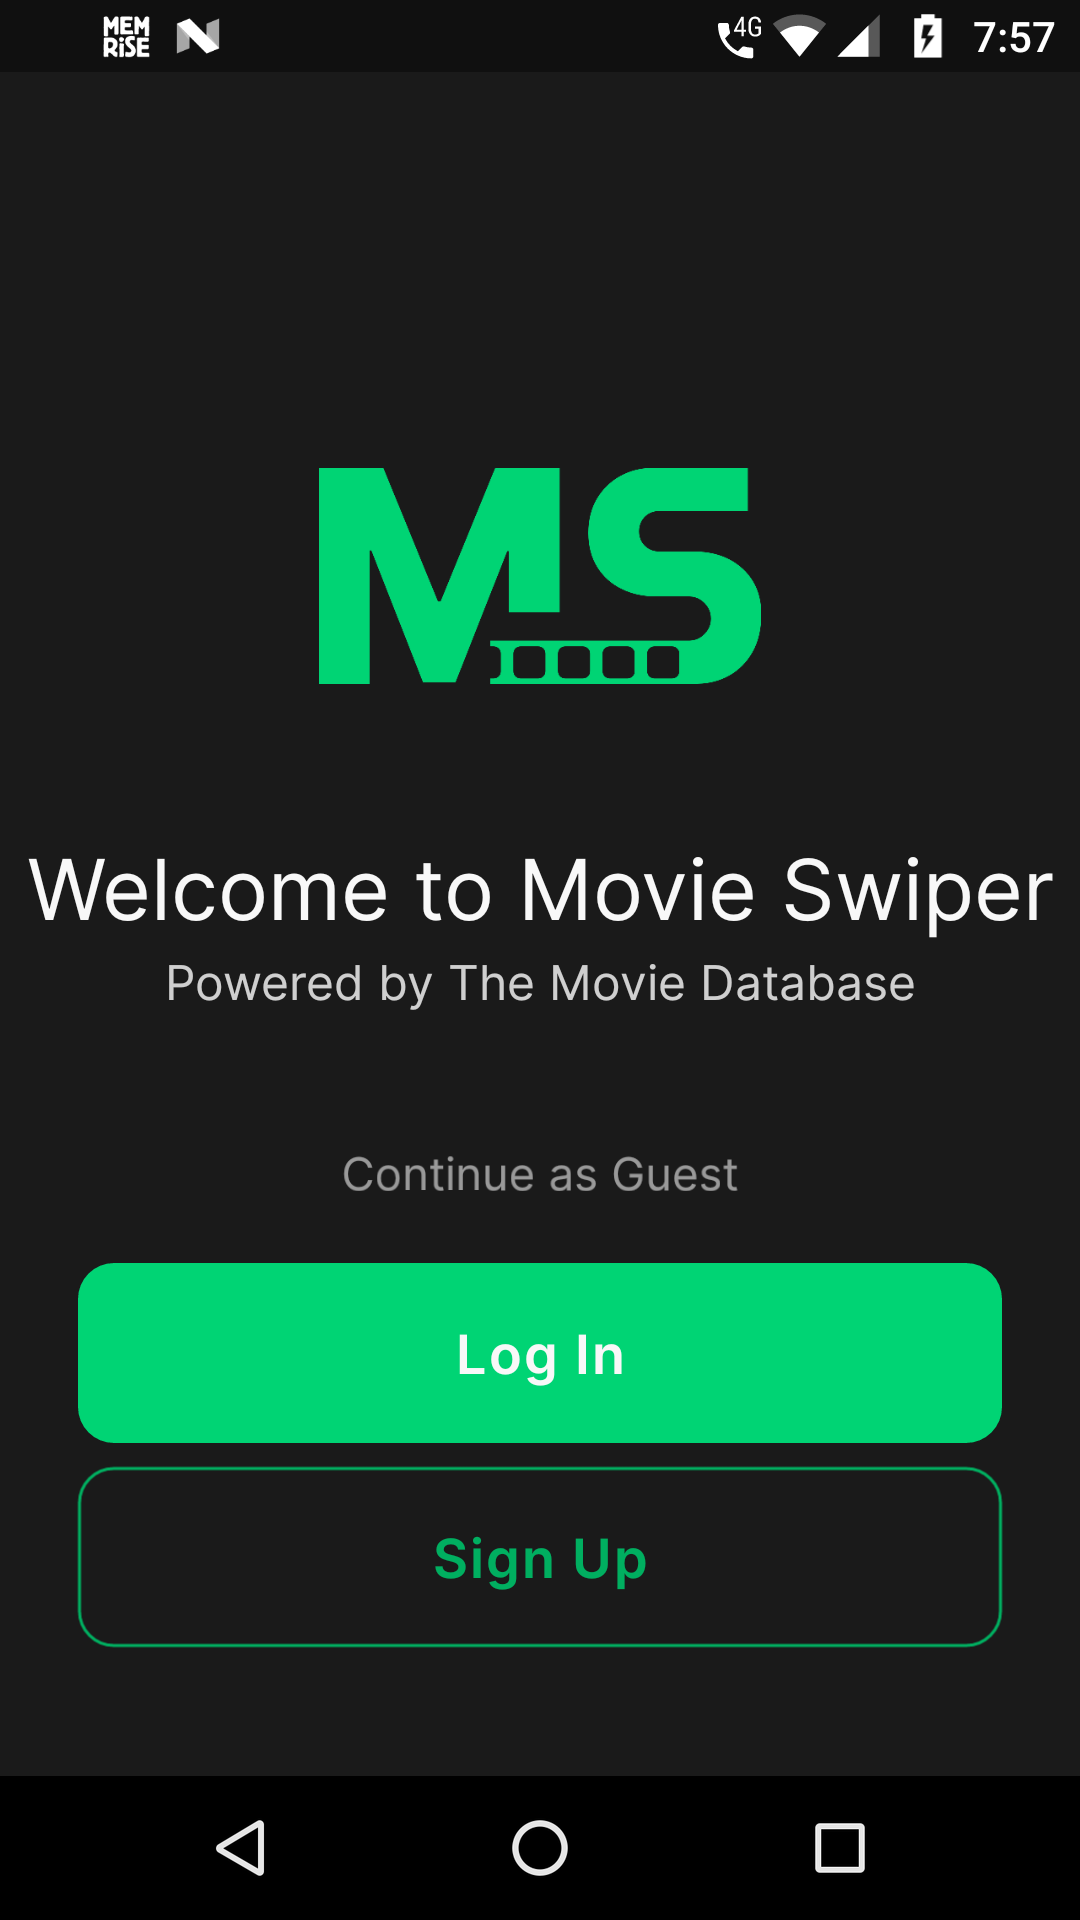 MEM
RiSE
N
4G
7:57
MS
Welcome to Movie Swiper
Powered by The Movie Database
Continue as Guest
Log In
Sign Up